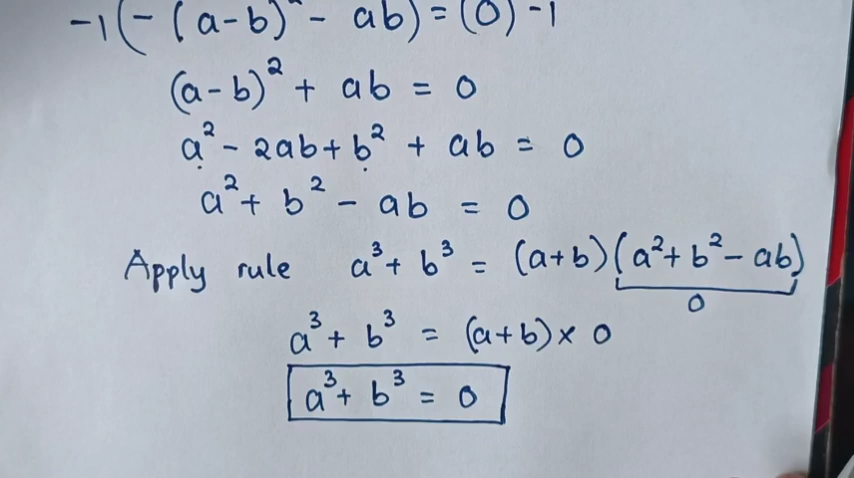 -1(-(a-b)² - ab) = (0) -1
(a-b)² + ab = 0
a² - 2ab + b² + ab = 0
a² + b² - ab = 0
Apply rule a³ + b³ = (a+b)(a² + b² - ab)
0
a³ + b³ = (a+b) × 0
a³ + b³ = 0